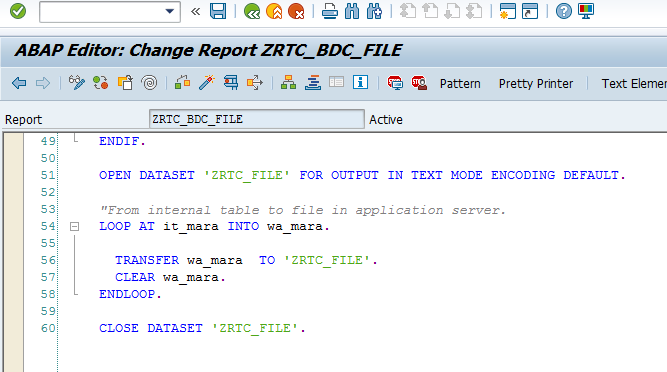 ABAP Editor: Change Report ZRTC_BDC_FILE
Pattern Pretty Printer Text Eleme
Report ZRTC_BDC_FILE Active
49 ENDIF.
50
51 OPEN DATASET 'ZRTC_FILE' FOR OUTPUT IN TEXT MODE ENCODING DEFAULT.
52
53 "From internal table to file in application server.
54 LOOP AT it_mara INTO wa_mara.
55
56 TRANSFER wa_mara  TO 'ZRTC_FILE'.
57 CLEAR wa_mara.
58 ENDLOOP.
59
60 CLOSE DATASET 'ZRTC_FILE'.